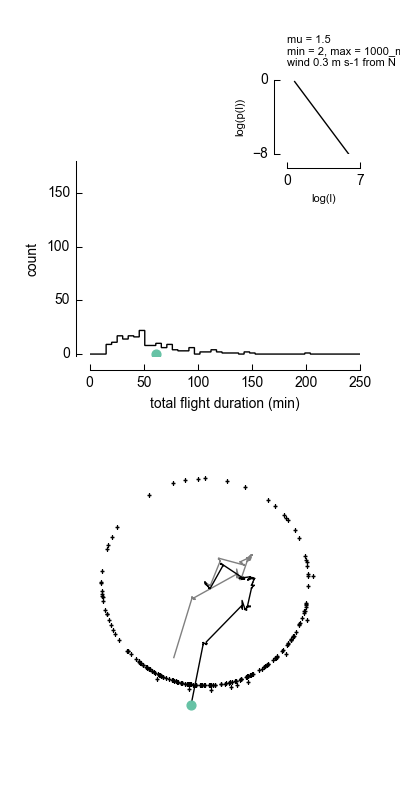 mu = 1.5
min = 2, max = 1000_m
wind 0.3 m s-1 from N
0
log(p(l))
−8
0 7
log(l)
150
100
50
0
count
0 50 100 150 200 250
total flight duration (min)